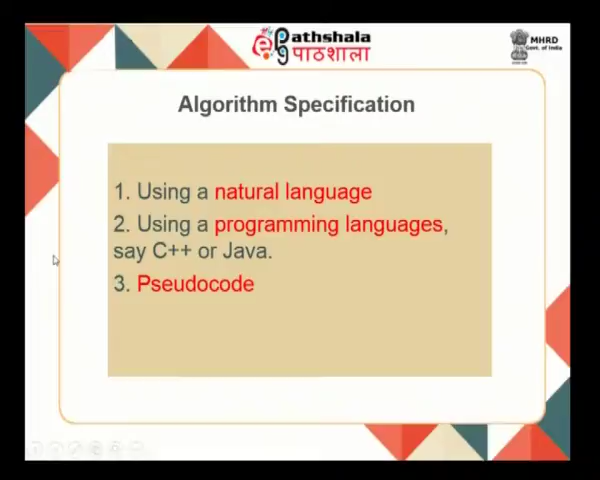 ePathshala
पाठशाला
MHRD
Govt. of India
Algorithm Specification
1. Using a natural language
2. Using a programming languages,
say C++ or Java.
3. Pseudocode